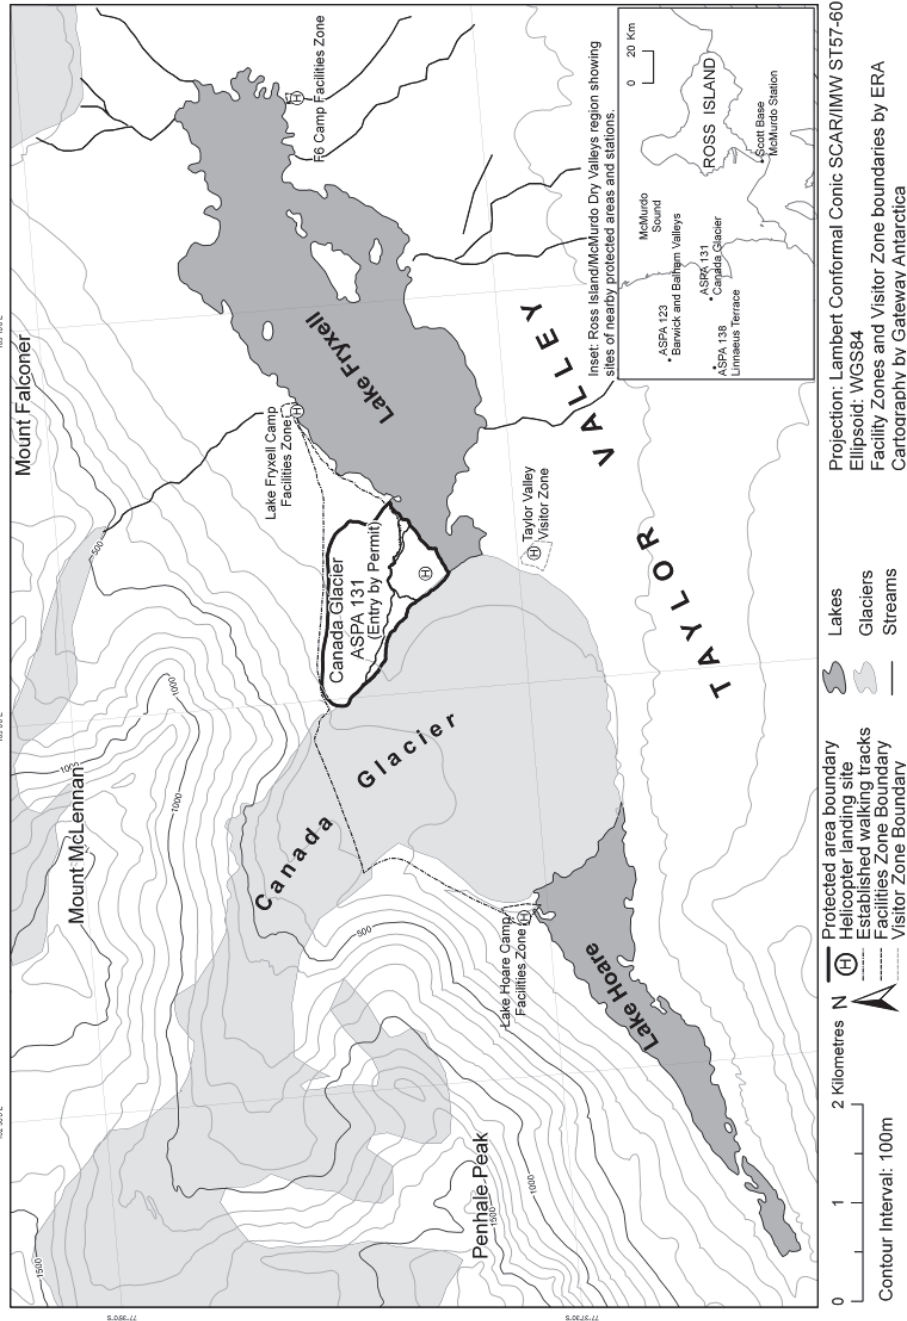 Mount Falconer
Mount McLennan
Penhale Peak
F6 Camp Facilities Zone
Lake Fryxell
Lake Fryxell Camp
Facilities Zone
Canada Glacier
ASPA 131
(Entry by Permit)
Canada Glacier
Taylor Valley
Visitor Zone
TAYLOR VALLEY
Lake Hoare Camp
Facilities Zone
Lake Hoare
500
1000
1000
1000
500
1500
1500
1000
H
H
H
H
H
Inset: Ross Island/McMurdo Dry Valleys region showing
sites of nearby protected areas and stations.
0 20 Km
ROSS ISLAND
McMurdo
Sound
Scott Base
McMurdo Station
ASPA 123
Barwick and Balham Valleys
ASPA 131
Canada Glacier
ASPA 138
Linnaeus Terrace
0 1 2 Kilometres
Contour Interval: 100m
N
Protected area boundary
H
Helicopter landing site
Established walking tracks
Facilities Zone Boundary
Visitor Zone Boundary
Lakes
Glaciers
Streams
Projection: Lambert Conformal Conic SCAR/IMW ST57-60
Ellipsoid: WGS84
Facility Zones and Visitor Zone boundaries by ERA
Cartography by Gateway Antarctica